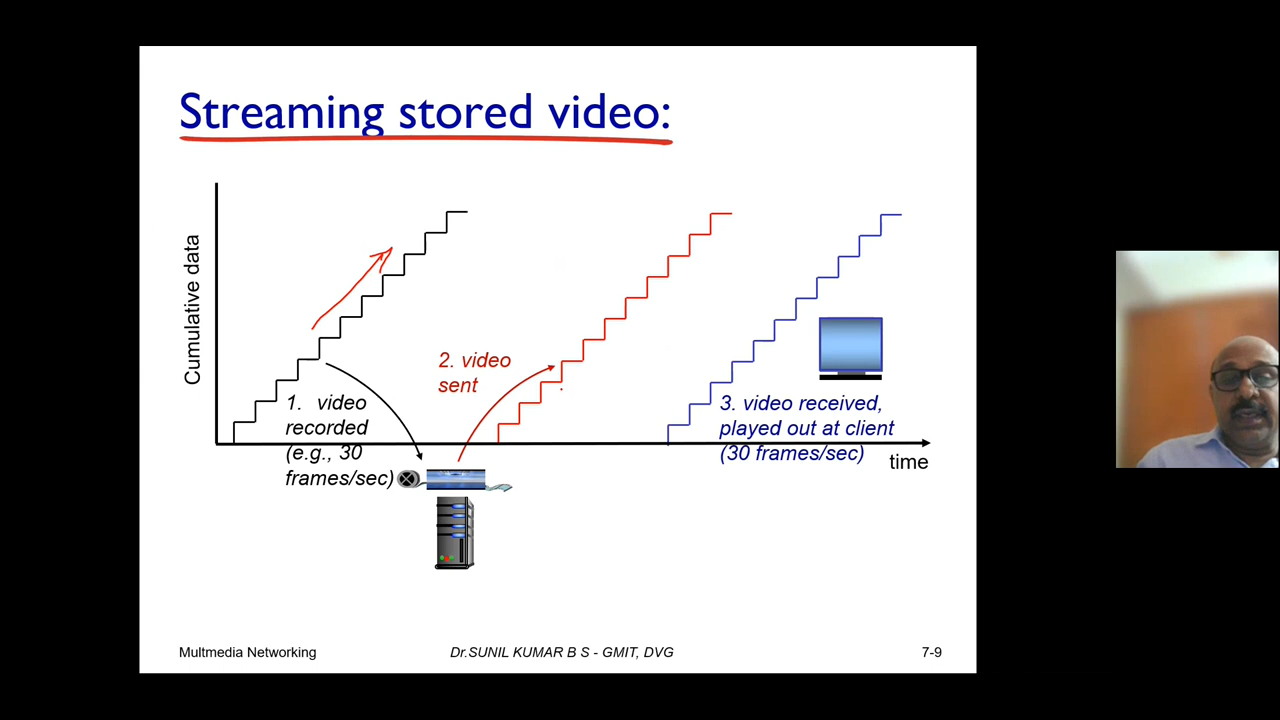 Streaming stored video:
Cumulative data
1. video
recorded
(e.g., 30
frames/sec)
2. video
sent
3. video received,
played out at client
(30 frames/sec)
time
Multmedia Networking
Dr.SUNIL KUMAR B S - GMIT, DVG
7-9